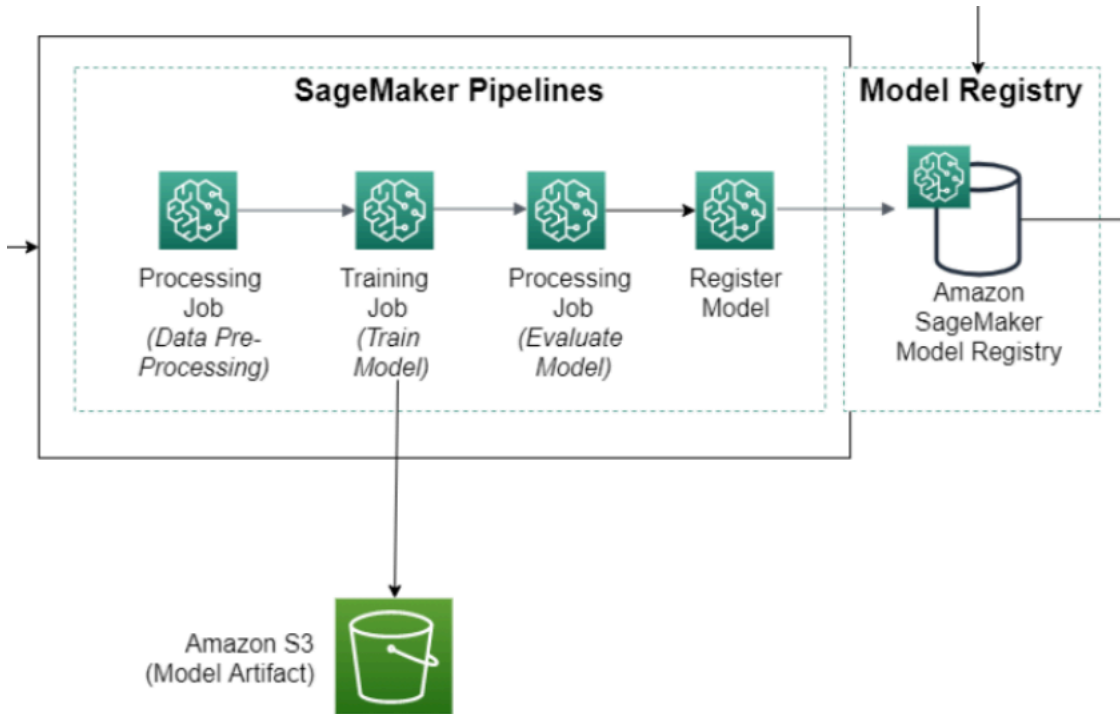 SageMaker Pipelines
Model Registry
Processing
Job
(Data Pre-
Processing)
Training
Job
(Train
Model)
Processing
Job
(Evaluate
Model)
Register
Model
Amazon
SageMaker
Model Registry
Amazon S3
(Model Artifact)